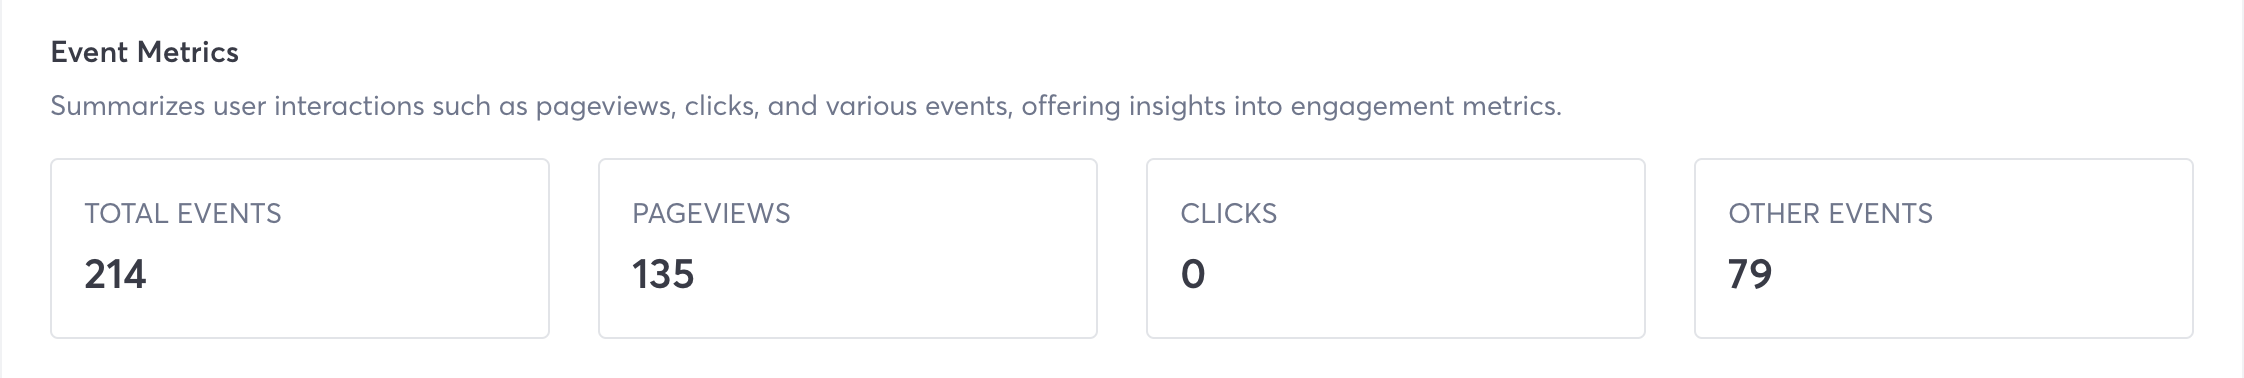 Event Metrics
Summarizes user interactions such as pageviews, clicks, and various events, offering insights into engagement metrics.
TOTAL EVENTS
214
PAGEVIEWS
135
CLICKS
0
OTHER EVENTS
79